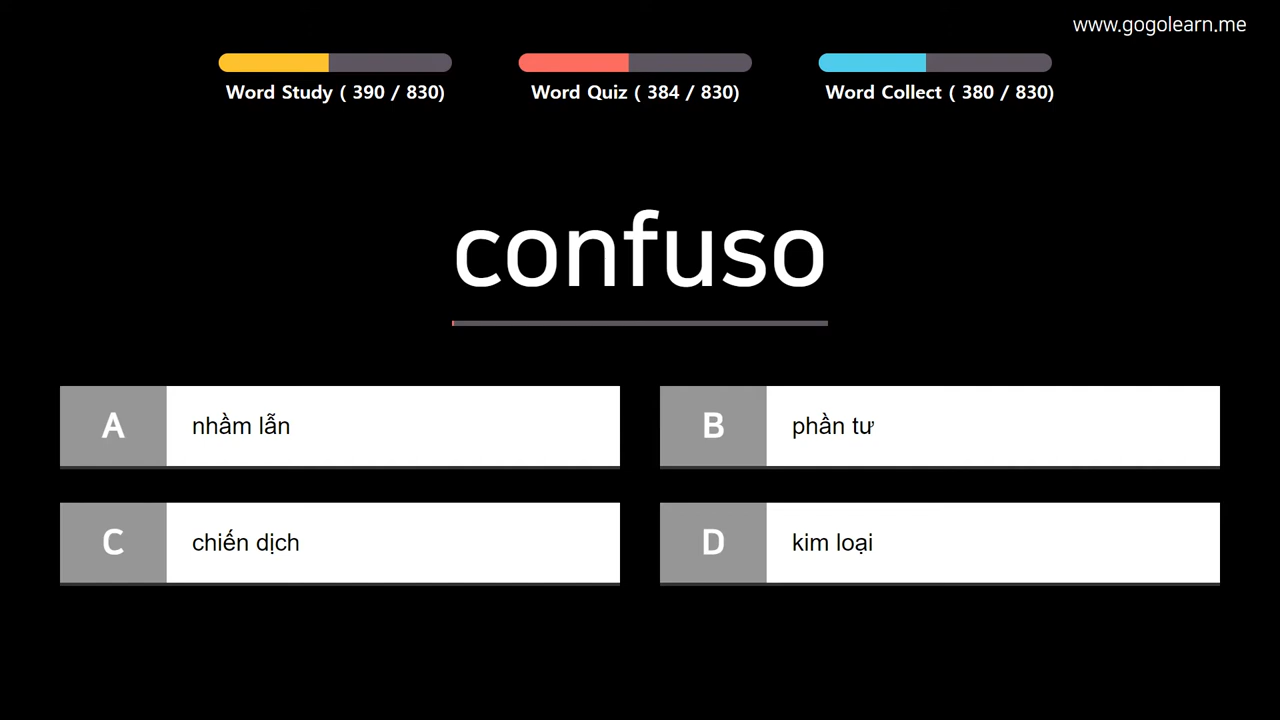 www.gogolearn.me
Word Study ( 390 / 830)
Word Quiz ( 384 / 830)
Word Collect ( 380 / 830)
confuso
A nhầm lẫn
B phần tư
C chiến dịch
D kim loại